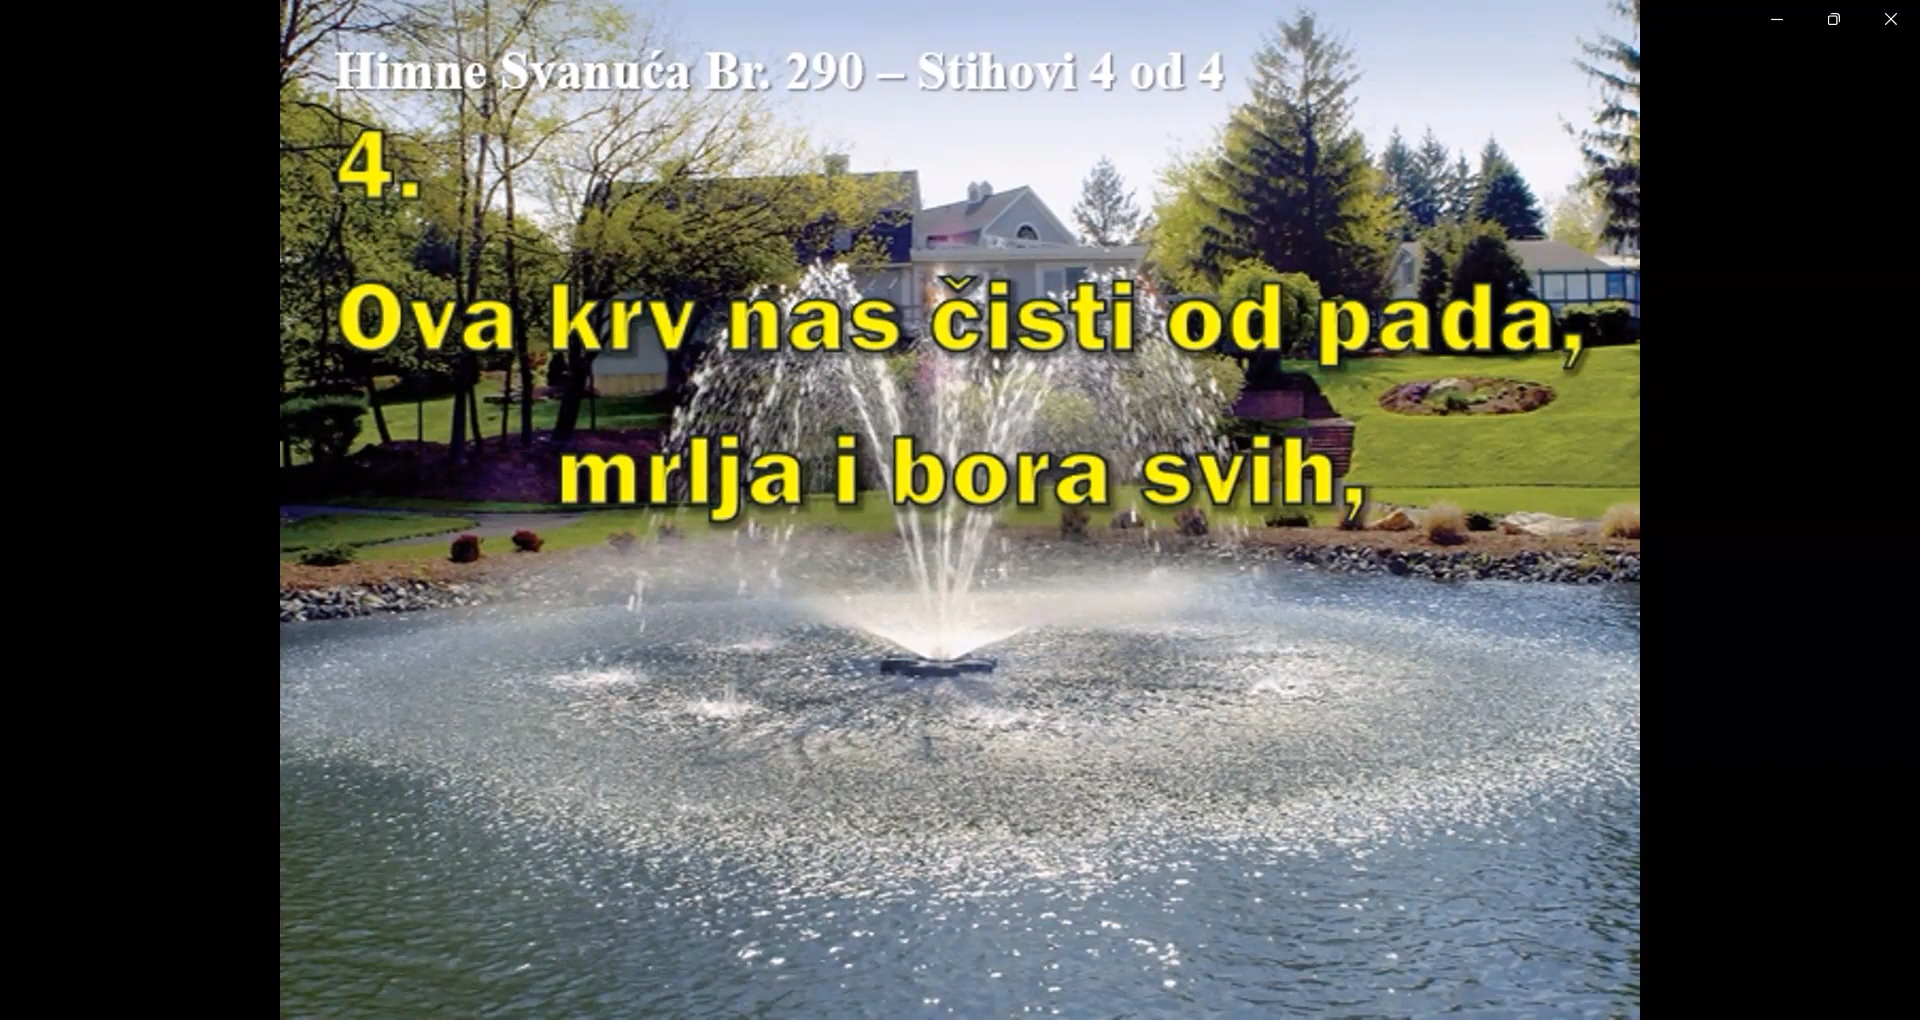 Himne Svanuća Br. 290 – Stihovi 4 od 4
4.
Ova krv nas čisti od pada,
mrlja i bora svih,